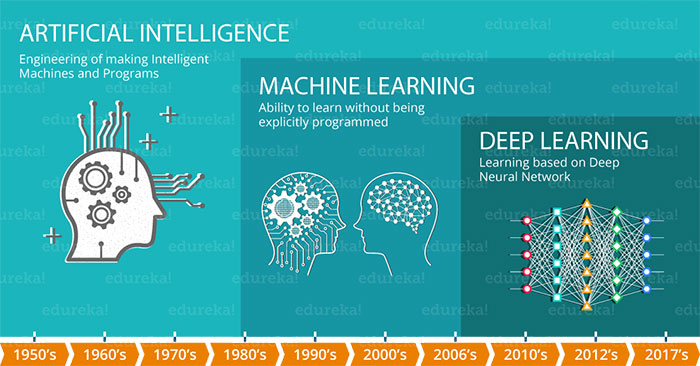 ARTIFICIAL INTELLIGENCE
Engineering of making Intelligent
Machines and Programs
MACHINE LEARNING
Ability to learn without being
explicitly programmed
DEEP LEARNING
Learning based on Deep
Neural Network
edureka!
1950's 1960's 1970's 1980's 1990's 2000's 2006's 2010's 2012's 2017's